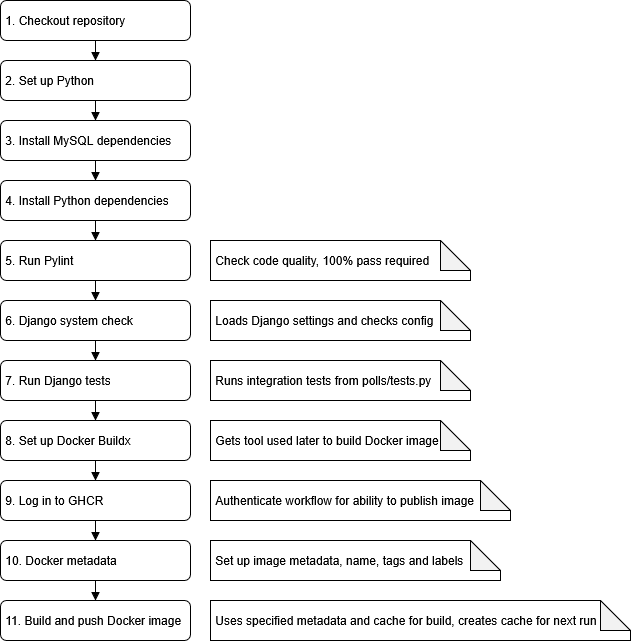 1. Checkout repository
2. Set up Python
3. Install MySQL dependencies
4. Install Python dependencies
5. Run Pylint
Check code quality, 100% pass required
6. Django system check
Loads Django settings and checks config
7. Run Django tests
Runs integration tests from polls/tests.py
8. Set up Docker Buildx
Gets tool used later to build Docker image
9. Log in to GHCR
Authenticate workflow for ability to publish image
10. Docker metadata
Set up image metadata, name, tags and labels
11. Build and push Docker image
Uses specified metadata and cache for build, creates cache for next run